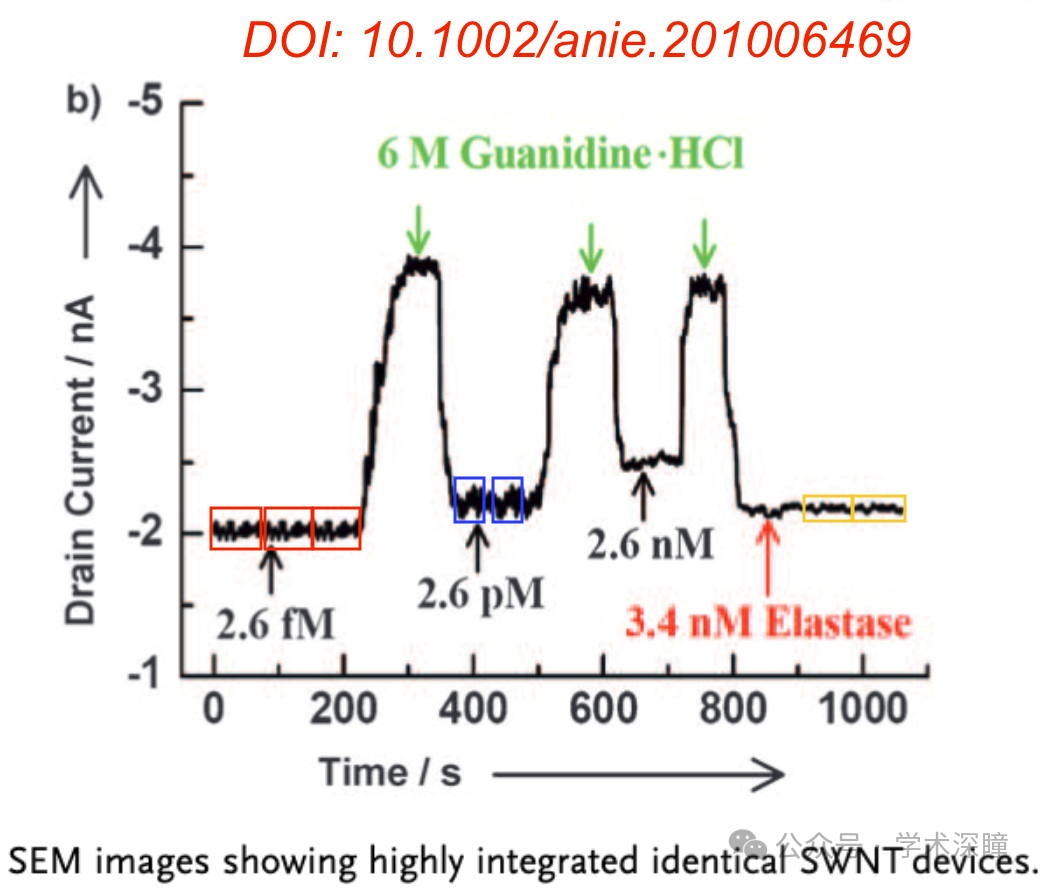 DOI: 10.1002/anie.201006469
b)
-5
6 M Guanidine·HCl
-4
-3
-2
-1
Drain Current / nA
2.6 fM
2.6 pM
2.6 nM
3.4 nM Elastase
0 200 400 600 800 1000
Time / s
公众号 学术深瞳
SEM images showing highly integrated identical SWNT devices.